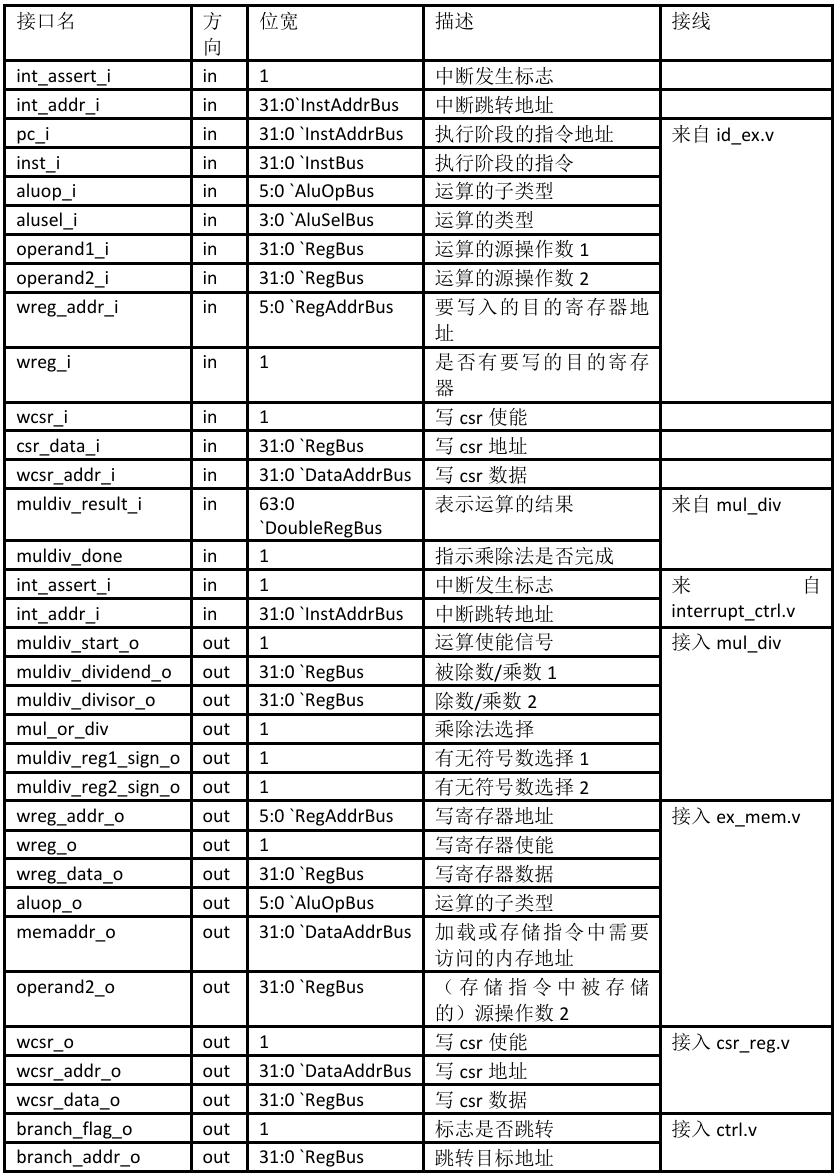 接口名 方向 位宽 描述 接线
int_assert_i in 1 中断发生标志
int_addr_i in 31:0`InstAddrBus 中断跳转地址
pc_i in 31:0 `InstAddrBus 执行阶段的指令地址 来自 id_ex.v
inst_i in 31:0 `InstBus 执行阶段的指令
aluop_i in 5:0 `AluOpBus 运算的子类型
alusel_i in 3:0 `AluSelBus 运算的类型
operand1_i in 31:0 `RegBus 运算的源操作数 1
operand2_i in 31:0 `RegBus 运算的源操作数 2
wreg_addr_i in 5:0 `RegAddrBus 要写入的目的寄存器地
址
wreg_i in 1 是否有要写的目的寄存
器
wcsr_i in 1 写 csr 使能
csr_data_i in 31:0 `RegBus 写 csr 地址
wcsr_addr_i in 31:0 `DataAddrBus 写 csr 数据
muldiv_result_i in 63:0 表示运算的结果 来自 mul_div
`DoubleRegBus
muldiv_done in 1 指示乘除法是否完成
int_assert_i in 1 中断发生标志 来 自
int_addr_i in 31:0 `InstAddrBus 中断跳转地址 interrupt_ctrl.v
muldiv_start_o out 1 运算使能信号 接入 mul_div
muldiv_dividend_o out 31:0 `RegBus 被除数/乘数 1
muldiv_divisor_o out 31:0 `RegBus 除数/乘数 2
mul_or_div out 1 乘除法选择
muldiv_reg1_sign_o out 1 有无符号数选择 1
muldiv_reg2_sign_o out 1 有无符号数选择 2
wreg_addr_o out 5:0 `RegAddrBus 写寄存器地址 接入 ex_mem.v
wreg_o out 1 写寄存器使能
wreg_data_o out 31:0 `RegBus 写寄存器数据
aluop_o out 5:0 `AluOpBus 运算的子类型
memaddr_o out 31:0 `DataAddrBus 加载或存储指令中需要
访问的内存地址
operand2_o out 31:0 `RegBus （存储指令中被存储
的）源操作数 2
wcsr_o out 1 写 csr 使能 接入 csr_reg.v
wcsr_addr_o out 31:0 `DataAddrBus 写 csr 地址
wcsr_data_o out 31:0 `RegBus 写 csr 数据
branch_flag_o out 1 标志是否跳转 接入 ctrl.v
branch_addr_o out 31:0 `RegBus 跳转目标地址